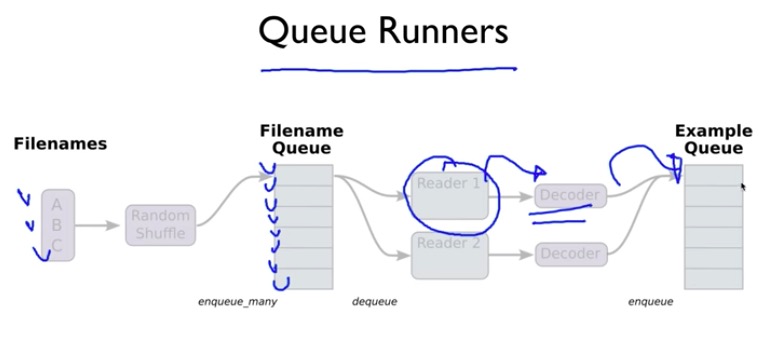 Queue Runners
Filenames
Filename
Queue
Example
Queue
A
B
C
Random
Shuffle
Reader 1
Decoder
Reader 2
Decoder
enqueue_many
dequeue
enqueue